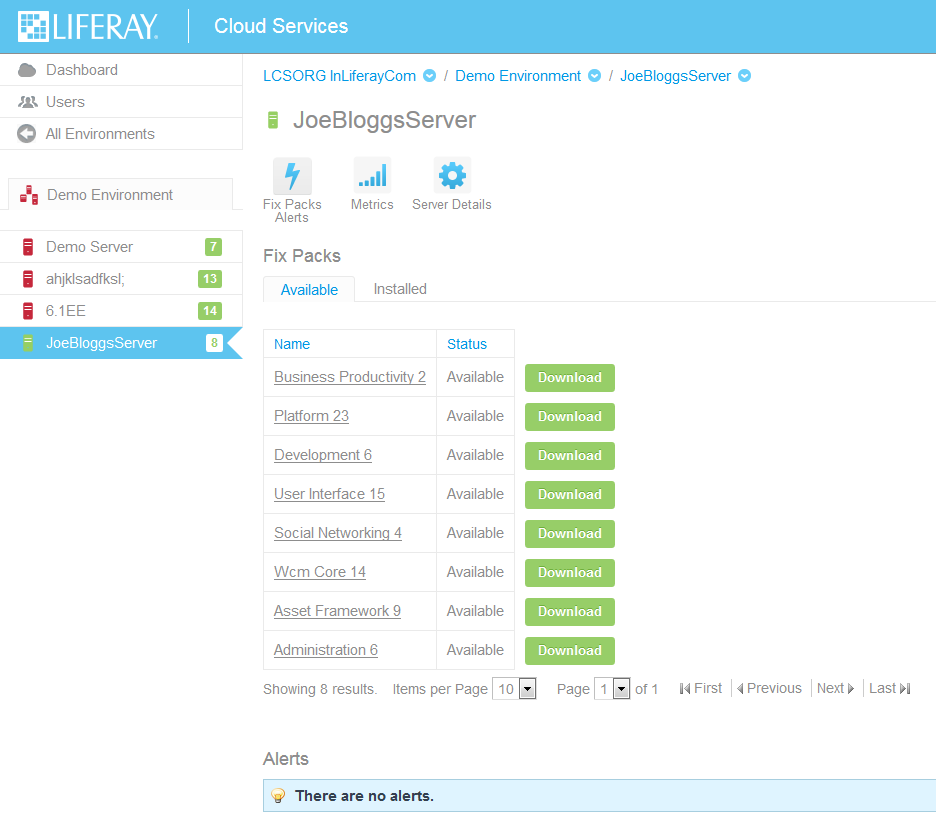 LIFERAY. Cloud Services
Dashboard
Users
All Environments
Demo Environment
Demo Server 7
ahjklsadfksl; 13
6.1EE 14
JoeBloggsServer 8
LCSORG InLiferayCom / Demo Environment / JoeBloggsServer
JoeBloggsServer
Fix Packs Alerts
Metrics
Server Details
Fix Packs
Available Installed
Name Status
Business Productivity 2 Available Download
Platform 23 Available Download
Development 6 Available Download
User Interface 15 Available Download
Social Networking 4 Available Download
Wcm Core 14 Available Download
Asset Framework 9 Available Download
Administration 6 Available Download
Showing 8 results. Items per Page 10 Page 1 of 1 First Previous Next Last
Alerts
There are no alerts.